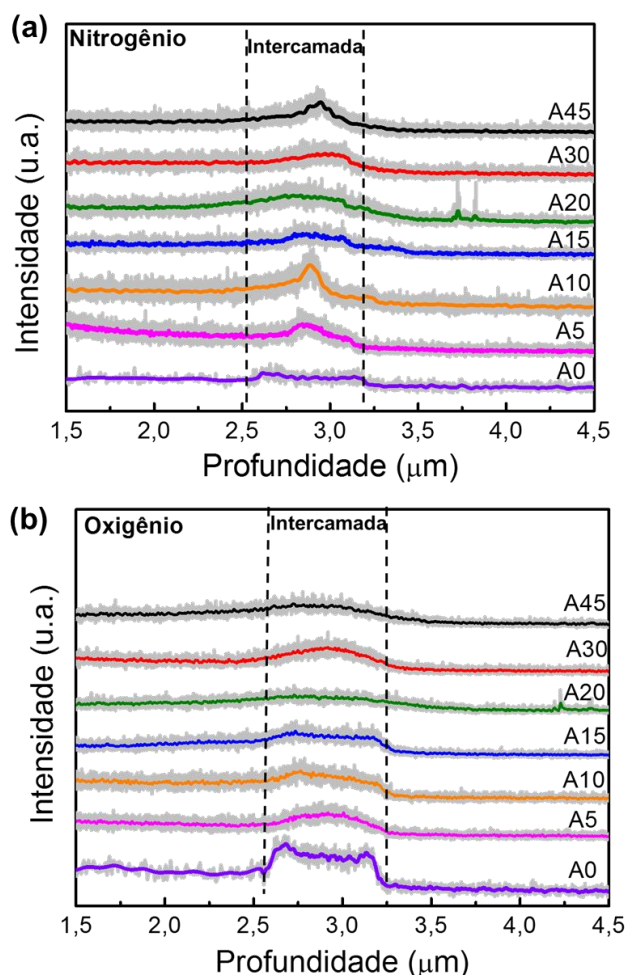 (a)
Nitrogênio
Intercamada
A45
A30
A20
A15
A10
A5
A0
Intensidade (u.a.)
1,5 2,0 2,5 3,0 3,5 4,0 4,5
Profundidade (μm)
(b)
Oxigênio
Intercamada
A45
A30
A20
A15
A10
A5
A0
Intensidade (u.a.)
1,5 2,0 2,5 3,0 3,5 4,0 4,5
Profundidade (μm)